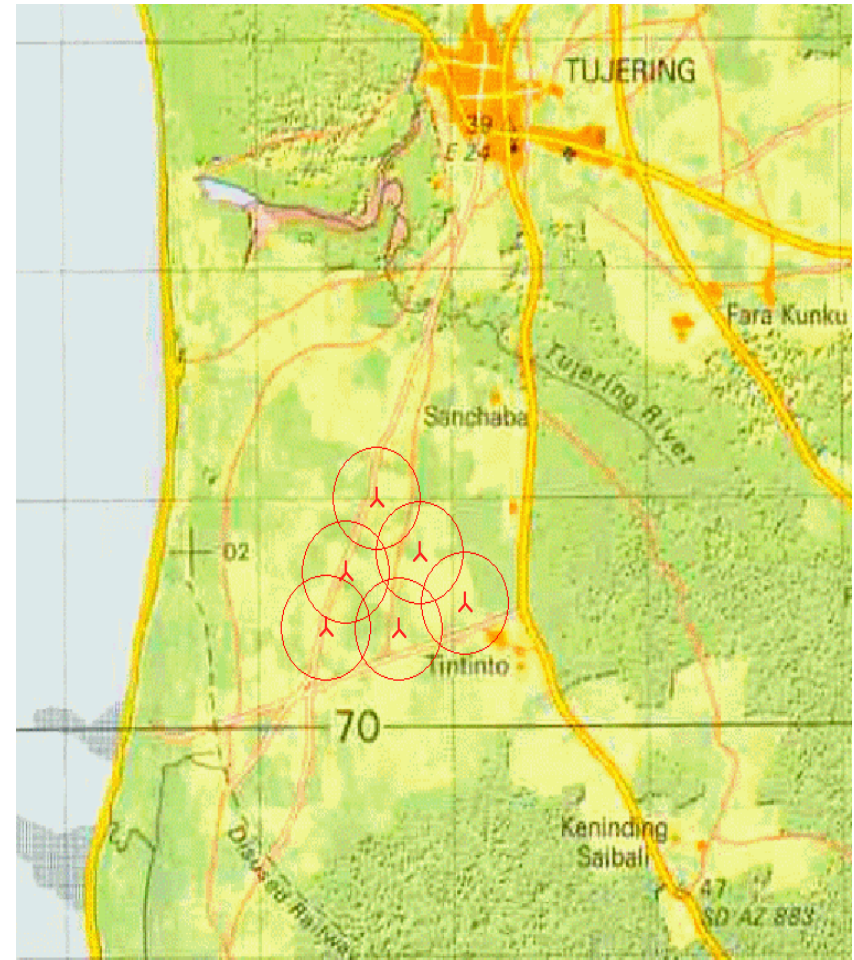 TUJERING
39
E 24
Fara Kunku
Tujering River
Sanchaba
02
Tintinto
70
Keninding
Saibali
Disused Railway
47
SD AZ 883